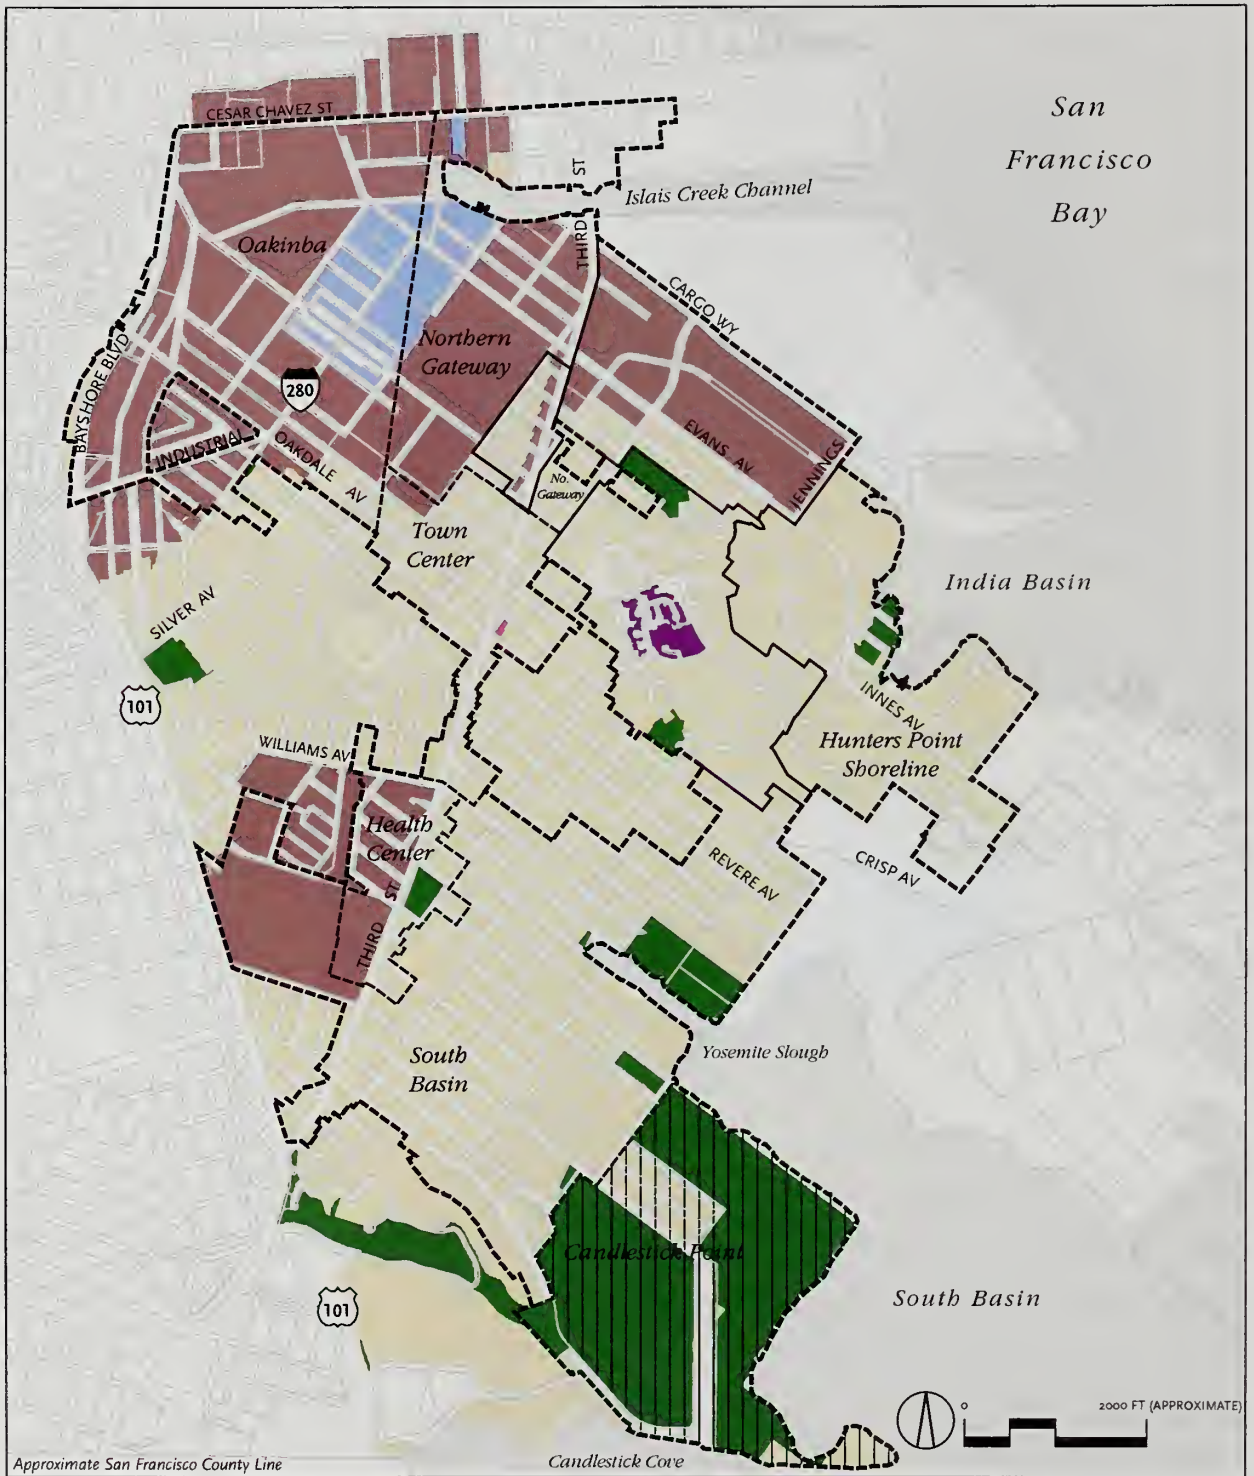 San
Francisco
Bay
CESAR CHAVEZ ST
THIRD ST
Islais Creek Channel
Oakinba
CARGO WY
Northern
Gateway
BAYSHORE BLVD
280
INDUSTRIAL
OAKDALE AV
EVANS AV
JENNINGS
No.
Gateway
Town
Center
India Basin
SILVER AV
101
INNES AV
Hunters Point
Shoreline
WILLIAMS AV
Health
Center
REVERE AV
CRISP AV
THIRD ST
South
Basin
Yosemite Slough
Candlestick Point
101
South Basin
0
2000 FT (APPROXIMATE)
Approximate San Francisco County Line
Candlestick Cove